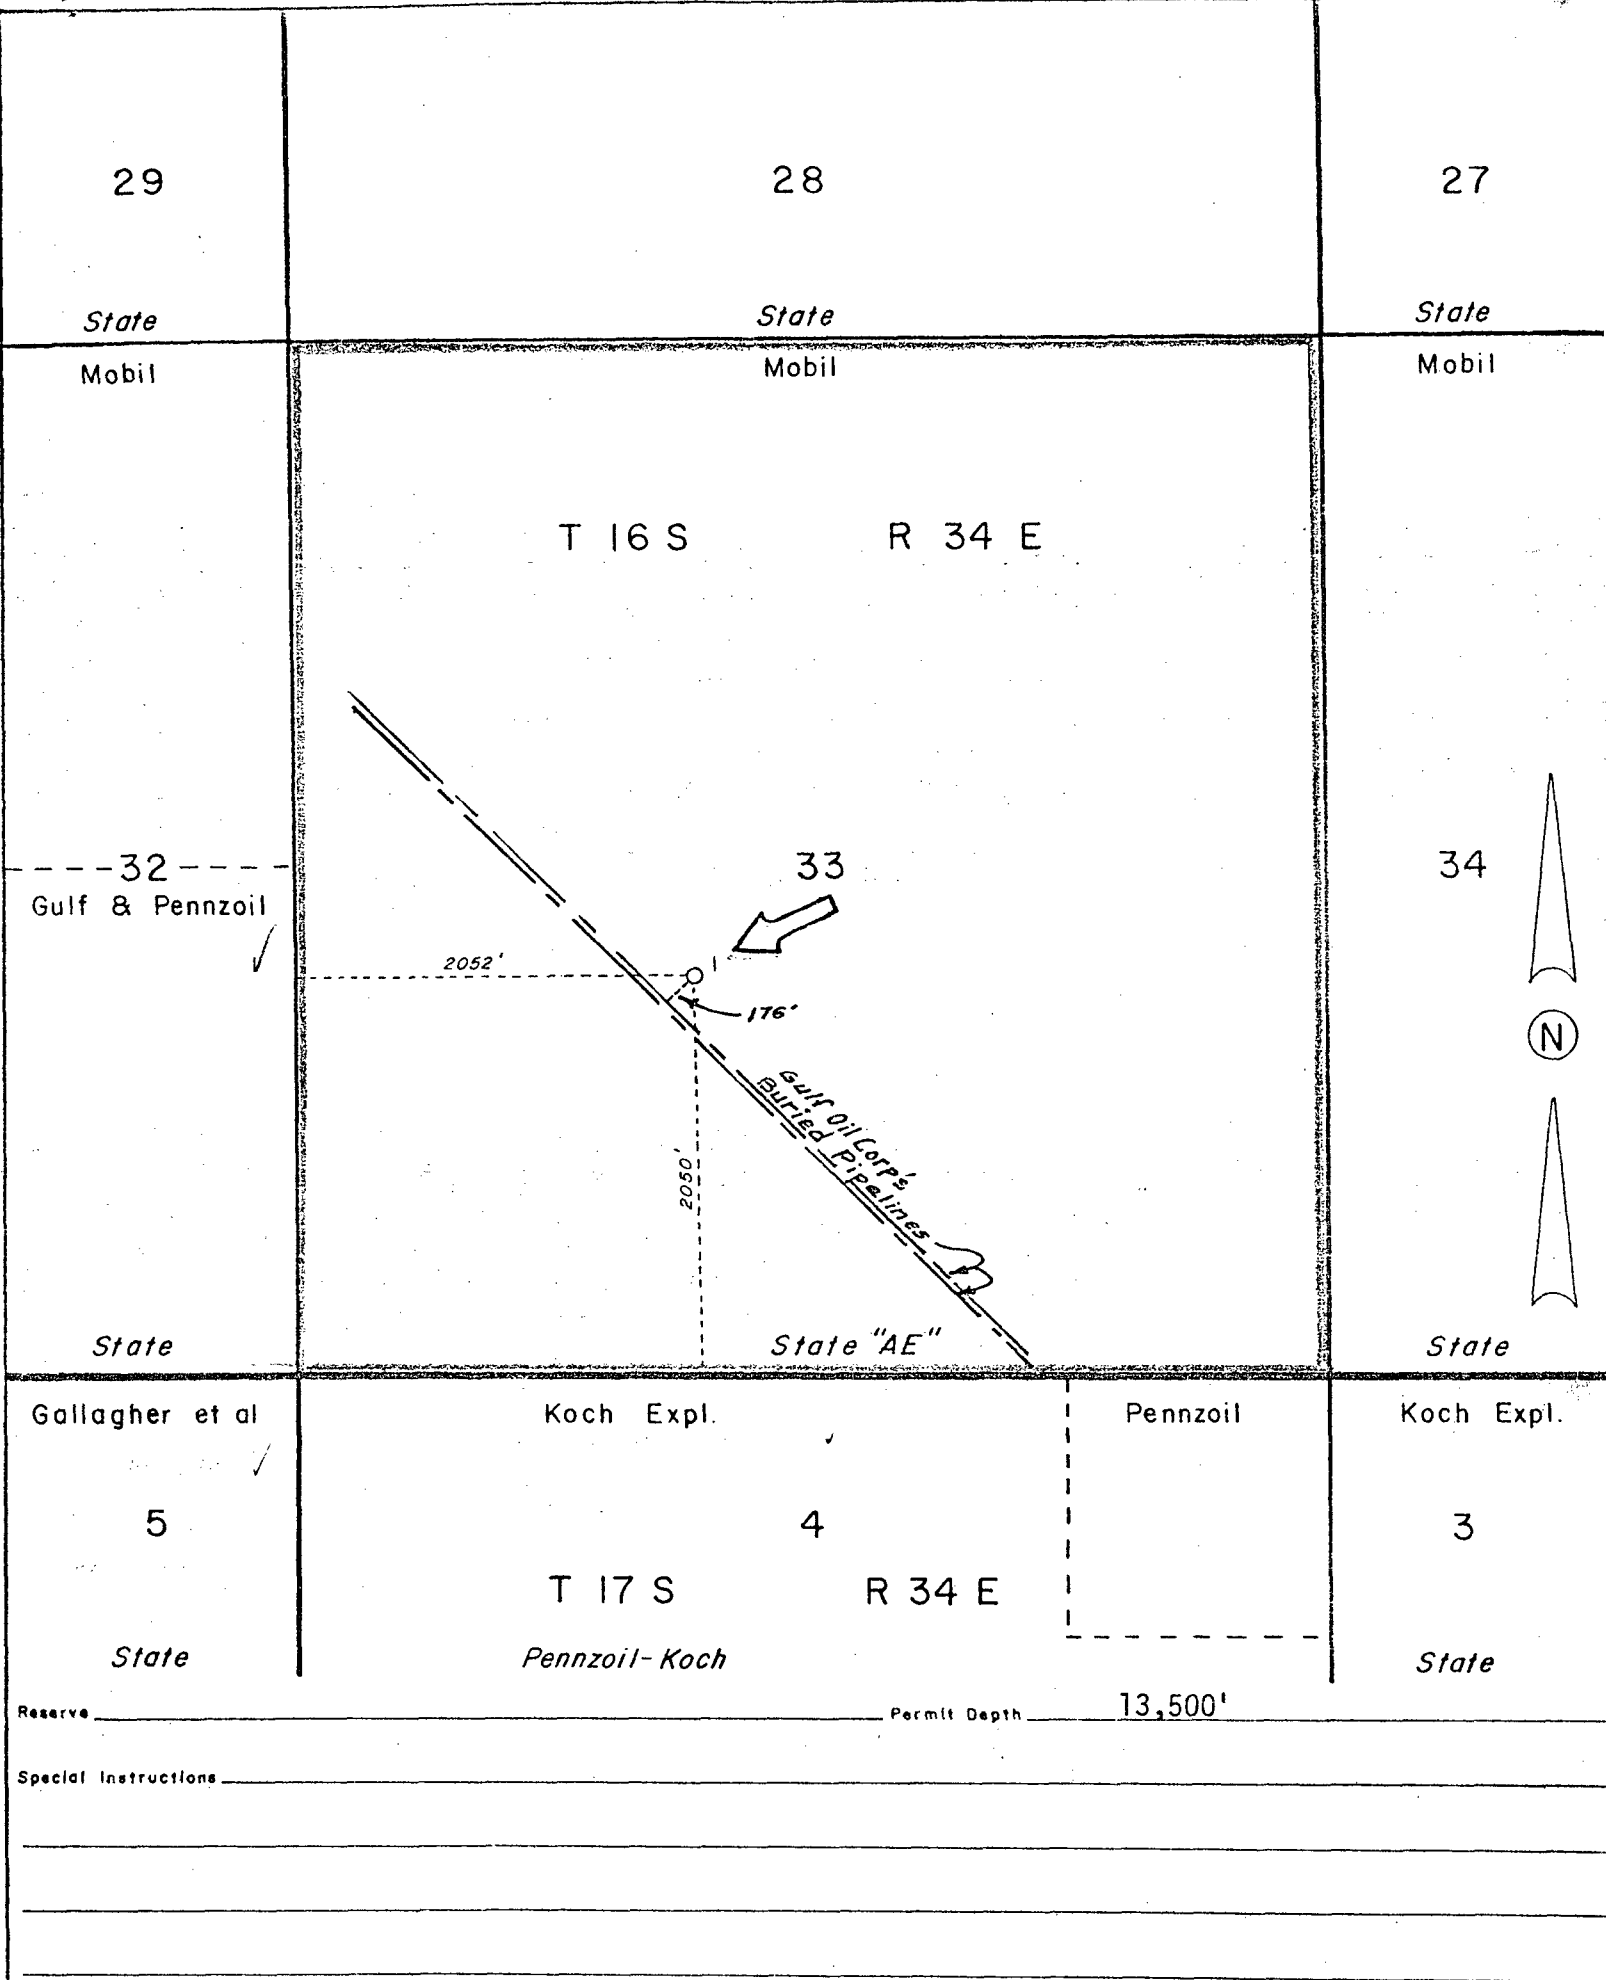 29
28
27
State
State
State
Mobil
Mobil
Mobil
T 16 S R 34 E
32
33
34
Gulf & Pennzoil
2052'
1
176'
N
2050'
Gulf Oil Corp's
Buried Pipelines
State
State "AE"
State
Gallagher et al
Koch Expl.
Pennzoil
Koch Expl.
5
4
3
T 17 S R 34 E
State
Pennzoil-Koch
State
Reserve
Permit Depth 13,500'
Special Instructions